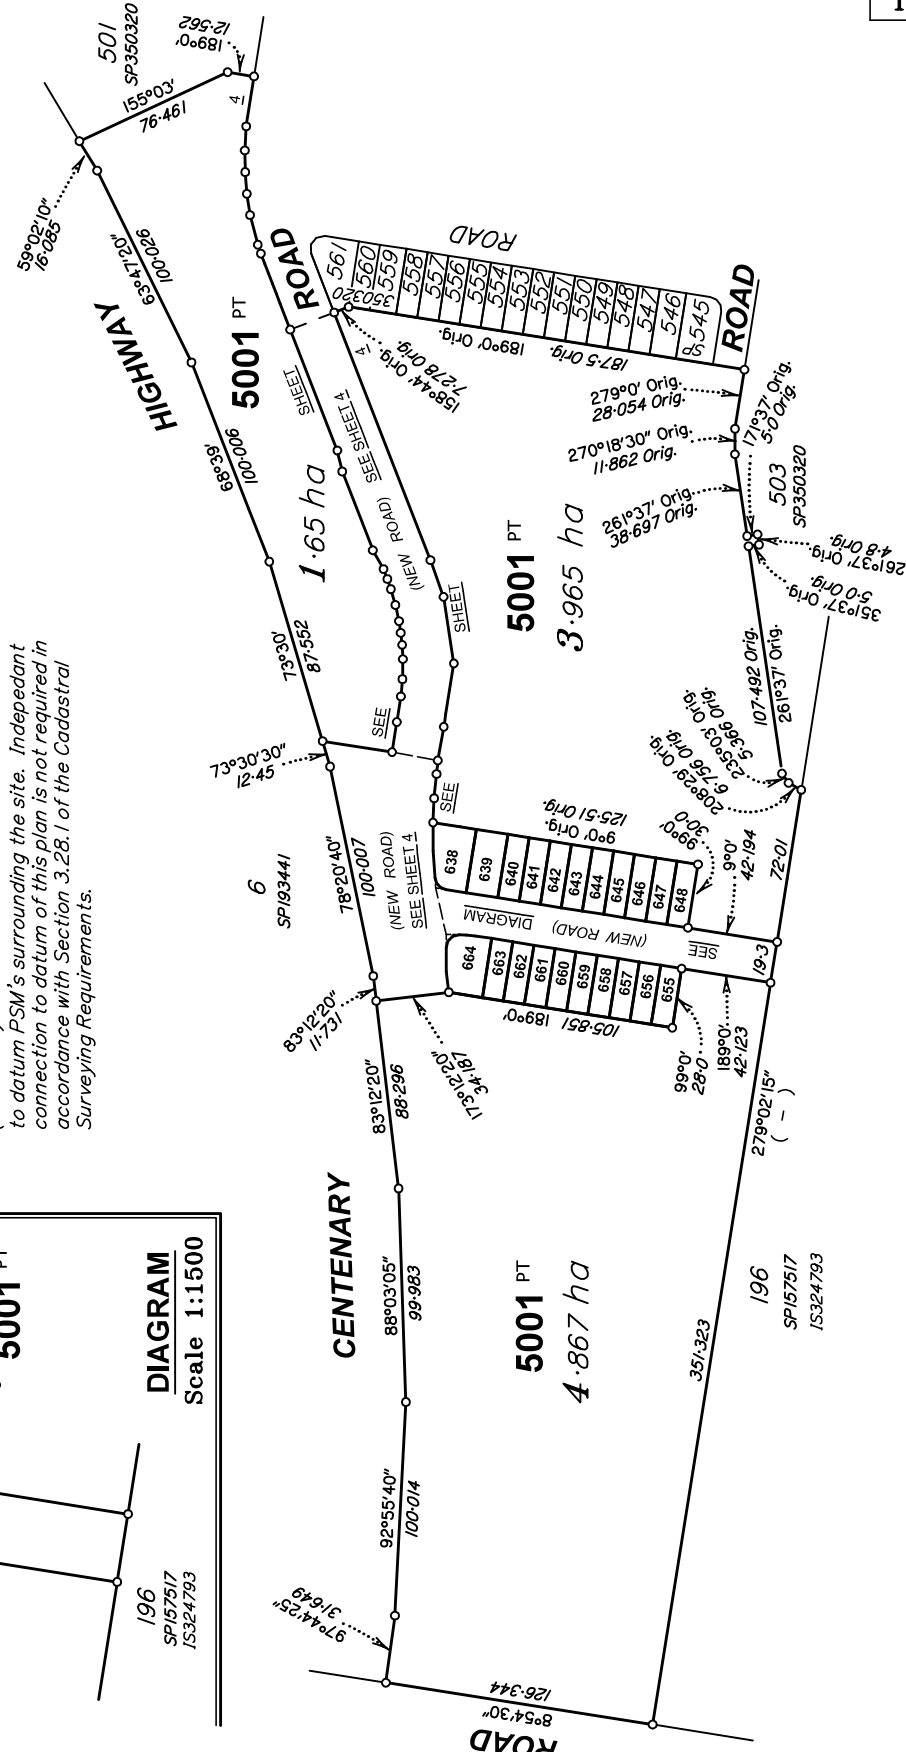 to datum PSM's surrounding the site. Indepedant
connection to datum of this plan is not required in
accordance with Section 3.28.1 of the Cadastral
Surveying Requirements.
5001 PT
DIAGRAM
Scale 1:1500
196
SP157517
IS324793
501
SP350320
189°0'
12·562
155°03'
76·461
4
59°02'10"
16·085
63°47'20"
100·026
HIGHWAY
68°39'
100·006
5001 PT
1·65 ha
73°30'
87·552
73°30'30"
12·45
6
SP193441
78°20'40"
100·007
(NEW ROAD)
SEE SHEET 4
83°12'20"
11·731
83°12'20"
88·296
173°12'20"
34·187
CENTENARY
88°03'05"
99·983
92°55'40"
100·014
97°44'25"
31·649
8°54'30"
126·344
ROAD
5001 PT
4·867 ha
351·323
196
SP157517
IS324793
279°02'15"
( - )
ROAD
SHEET
SEE SHEET 4
4
(NEW ROAD)
SEE
SHEET
SEE
158°44' Orig.
7·278 Orig.
ROAD
561
560
559
558
557
556
555
554
553
552
551
550
549
548
547
546
545
SP
350320
189°0' Orig.
187·5 Orig.
ROAD
279°0' Orig.
28·054 Orig.
270°18'30" Orig.
11·862 Orig.
261°37' Orig.
38·697 Orig.
171°37' Orig.
5·0 Orig.
503
SP350320
261°37' Orig.
4·8 Orig.
351°37' Orig.
5·0 Orig.
5001 PT
3·965 ha
107·492 Orig.
261°37' Orig.
235°03' Orig.
5·366 Orig.
208°29' Orig.
6·756 Orig.
9°0' Orig.
125·51 Orig.
99°0'
30·0
9°0'
42·194
72·01
19·3
638
639
640
641
642
643
644
645
646
647
648
SEE
(NEW ROAD)
DIAGRAM
664
663
662
661
660
659
658
657
656
655
189°0'
105·851
99°0'
28·0
189°0'
42·123